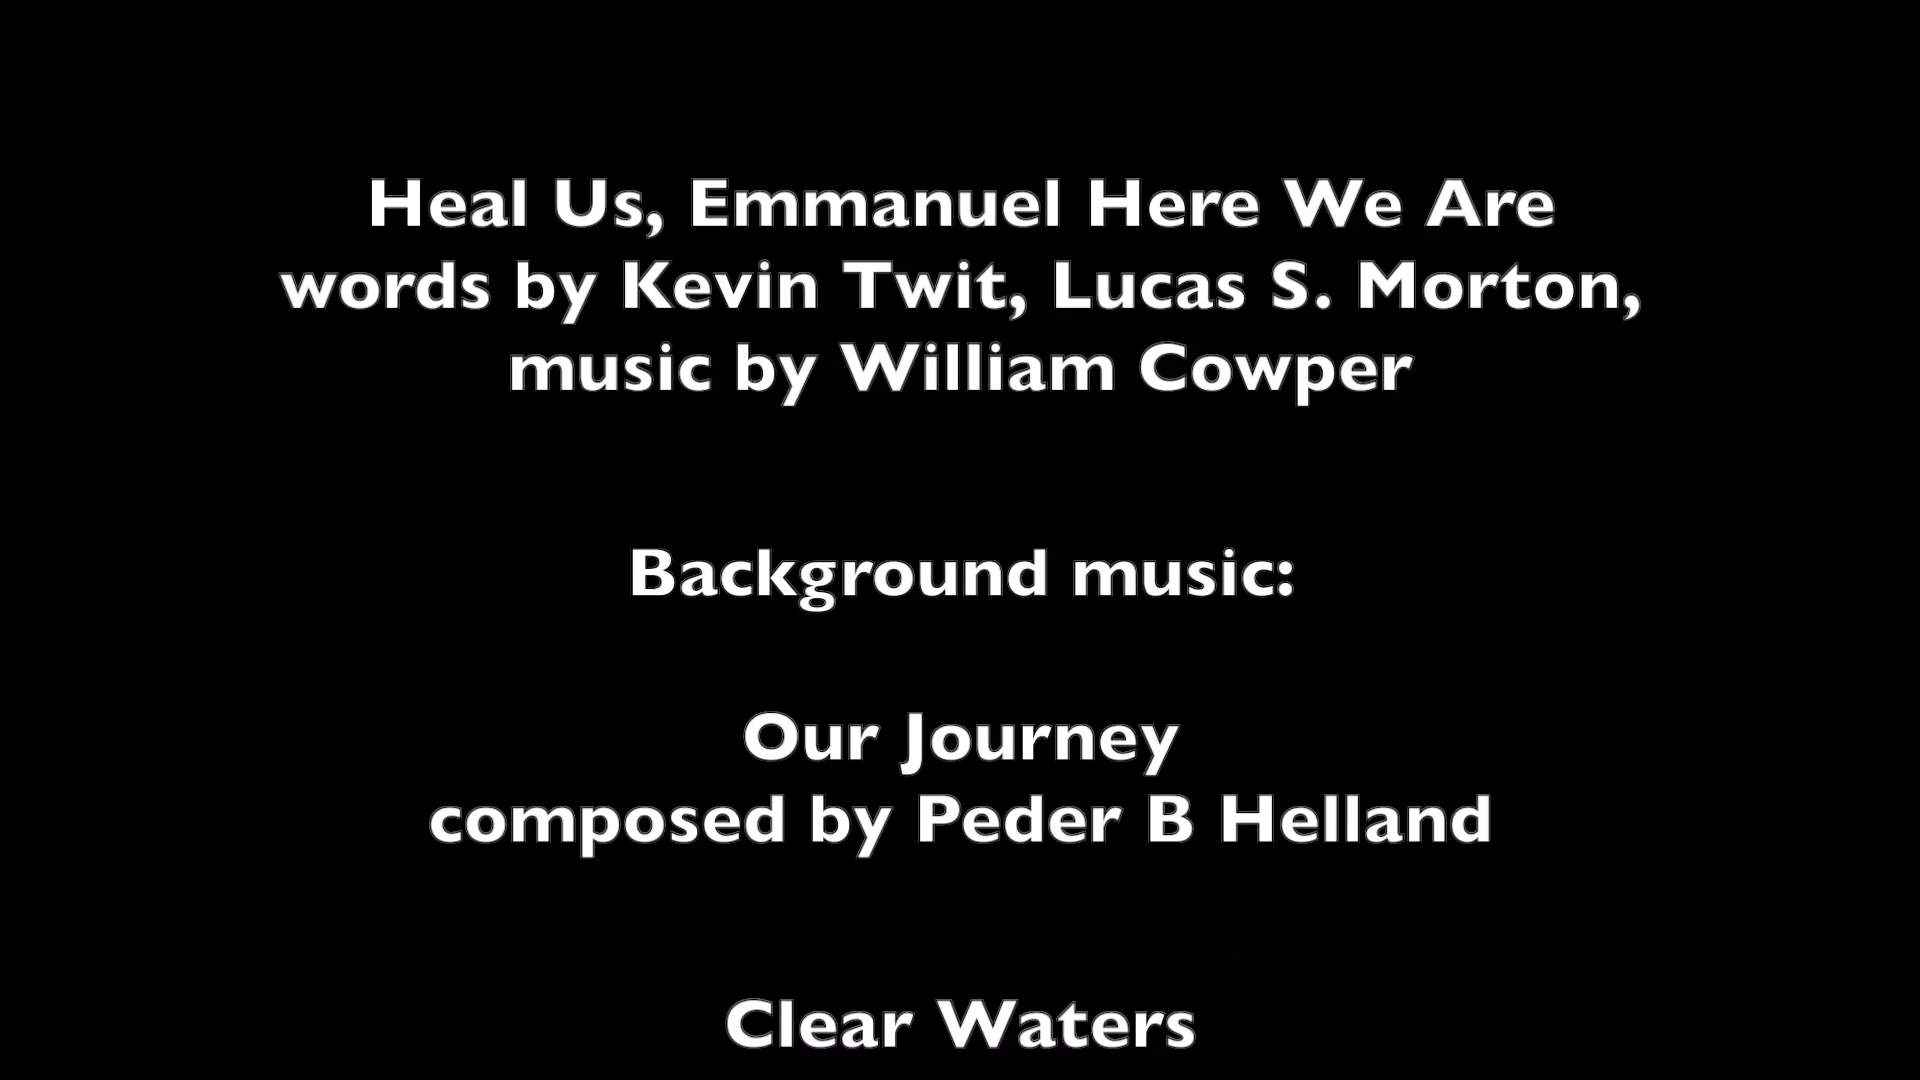 Heal Us, Emmanuel Here We Are
words by Kevin Twit, Lucas S. Morton,
music by William Cowper
Background music:
Our Journey
composed by Peder B Helland
Clear Waters